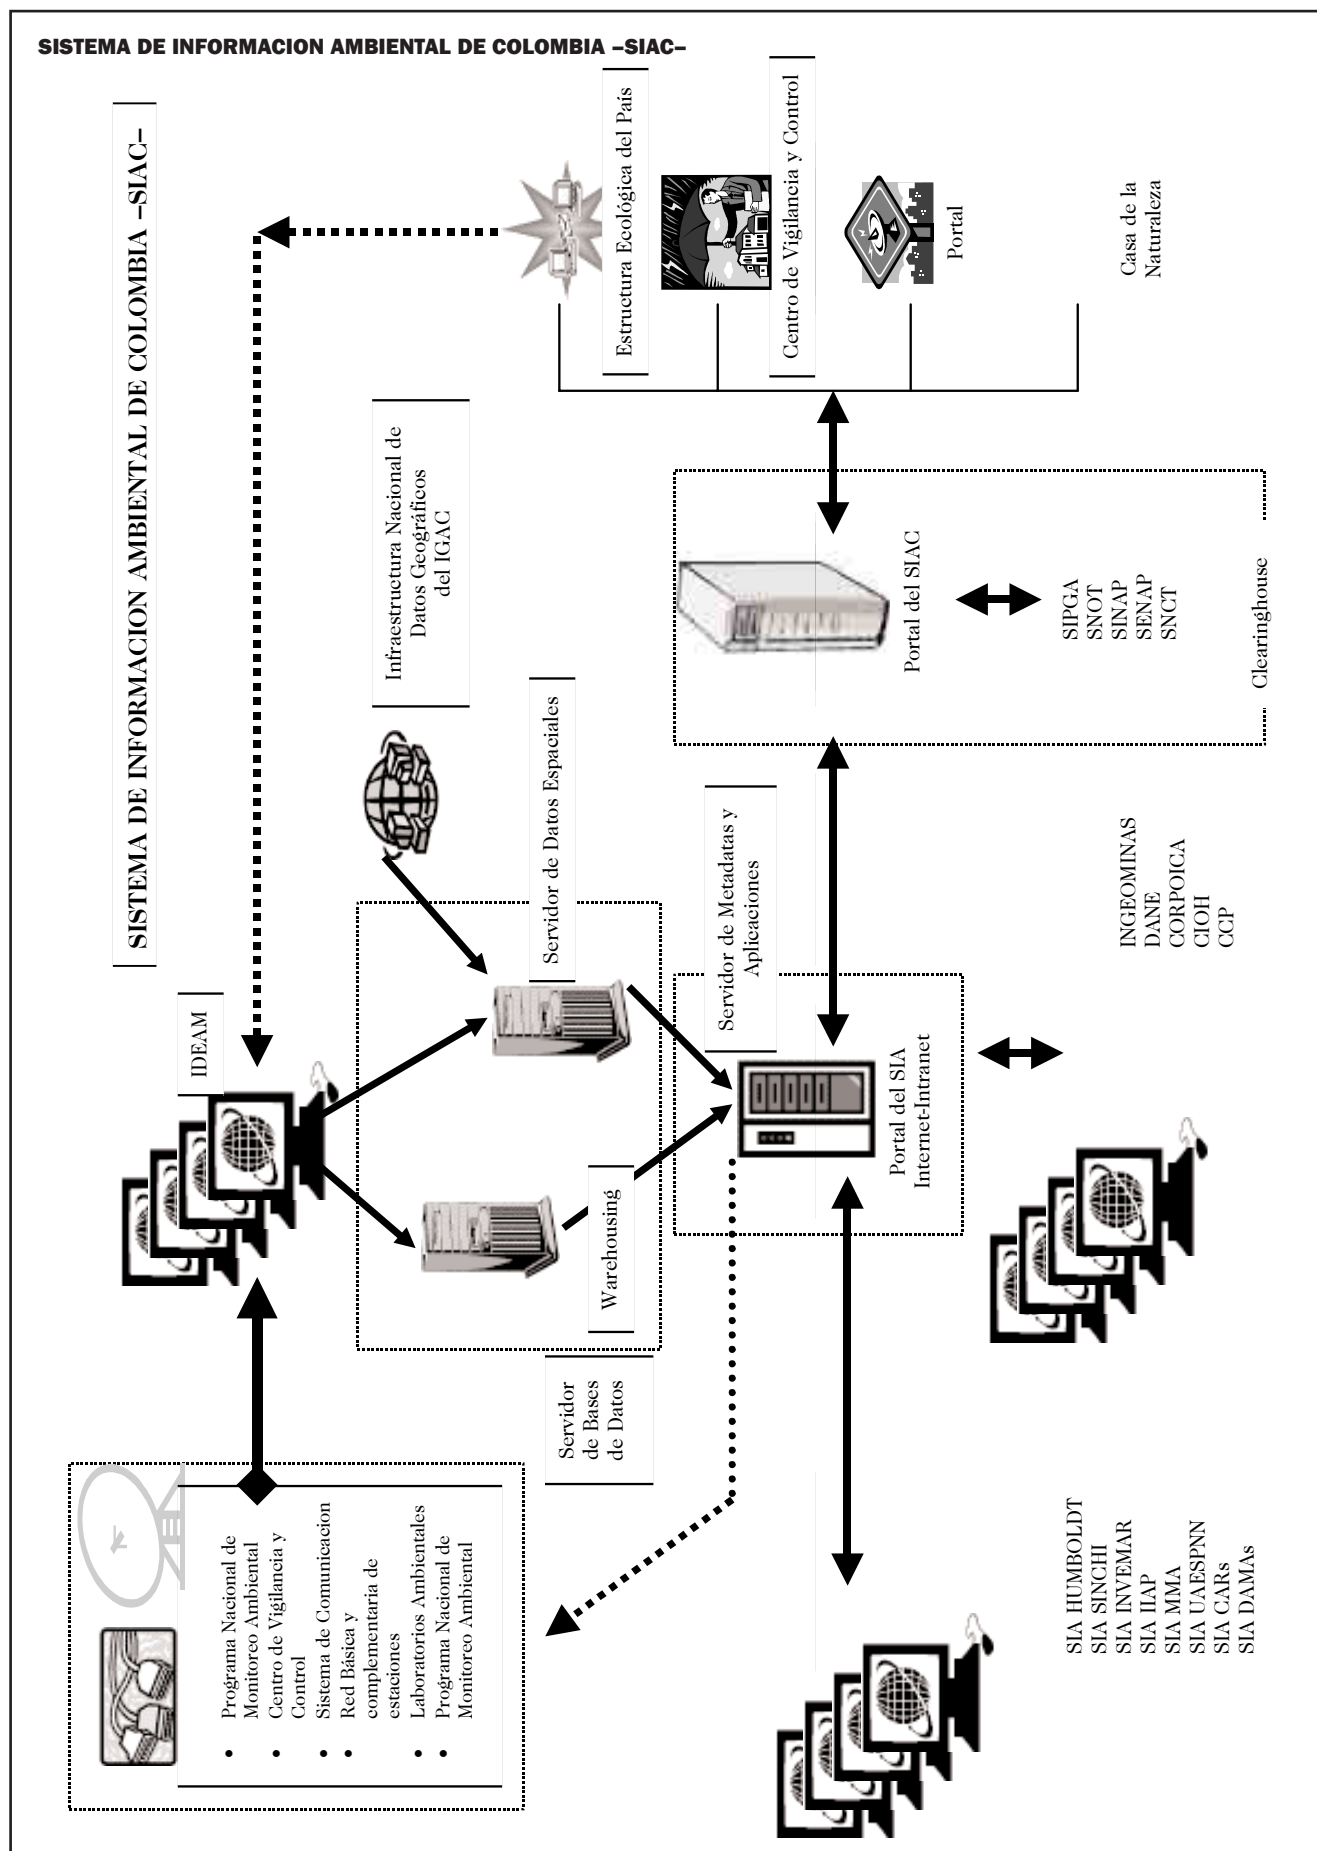 SISTEMA DE INFORMACION AMBIENTAL DE COLOMBIA –SIAC–
SISTEMA DE INFORMACION AMBIENTAL DE COLOMBIA –SIAC–
• Programa Nacional de
Monitoreo Ambiental
• Centro de Vigilancia y
Control
• Sistema de Comunicacion
• Red Básica y
complementaria de
estaciones
• Laboratorios Ambientales
• Programa Nacional de
Monitoreo Ambiental
IDEAM
Infraestructura Nacional de
Datos Geográficos
del IGAC
Servidor
de Bases
de Datos
Warehousing
Servidor de Datos Espaciales
Servidor de Metadatas y
Aplicaciones
Portal del SIA
Internet-Intranet
Portal del SIAC
SIPGA
SNOT
SINAP
SENAP
SNCT
Clearinghouse
Estructura Ecológica del País
Centro de Vigilancia y Control
Portal
Casa de la
Naturaleza
SIA HUMBOLDT
SIA SINCHI
SIA INVEMAR
SIA IIAP
SIA MMA
SIA UAESPNN
SIA CARs
SIA DAMAs
INGEOMINAS
DANE
CORPOICA
CIOH
CCP